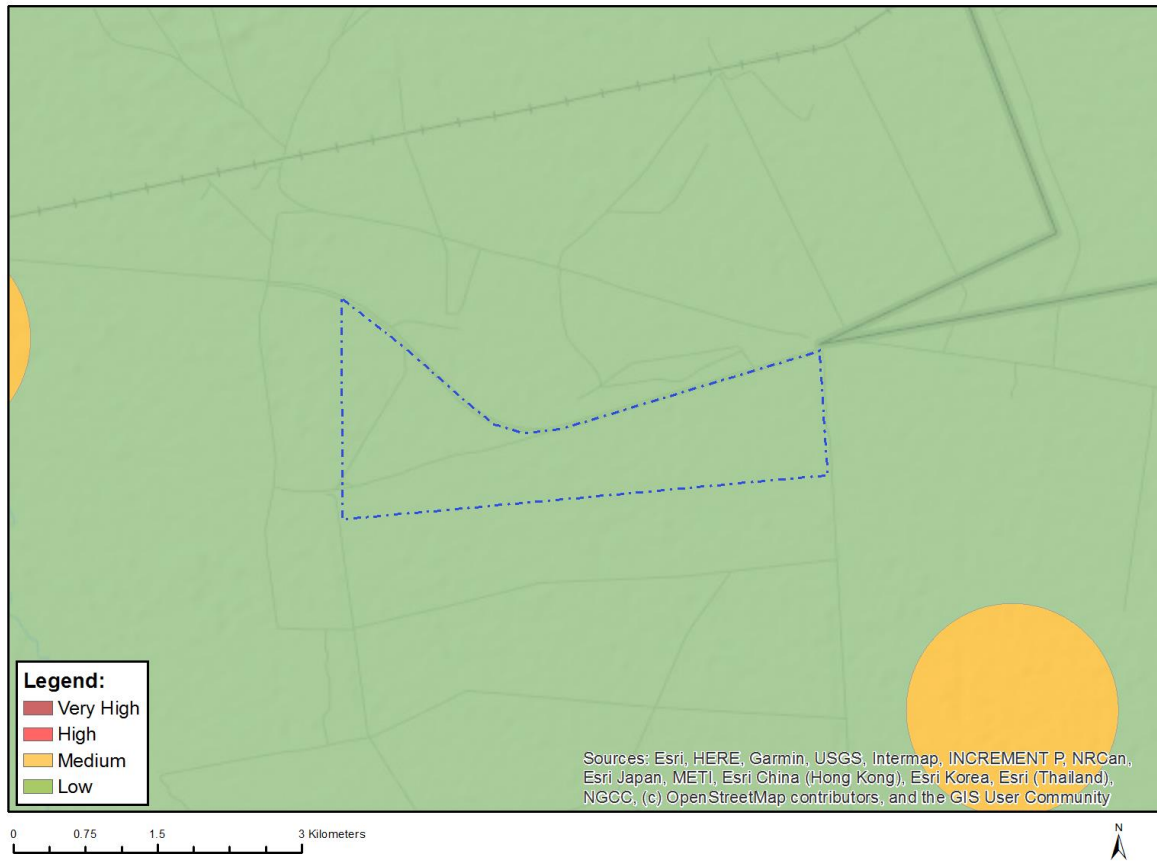 Legend:
Very High
High
Medium
Low
Sources: Esri, HERE, Garmin, USGS, Intermap, INCREMENT P, NRCan,
Esri Japan, METI, Esri China (Hong Kong), Esri Korea, Esri (Thailand),
NGCC, (c) OpenStreetMap contributors, and the GIS User Community
0 0.75 1.5 3 Kilometers
N